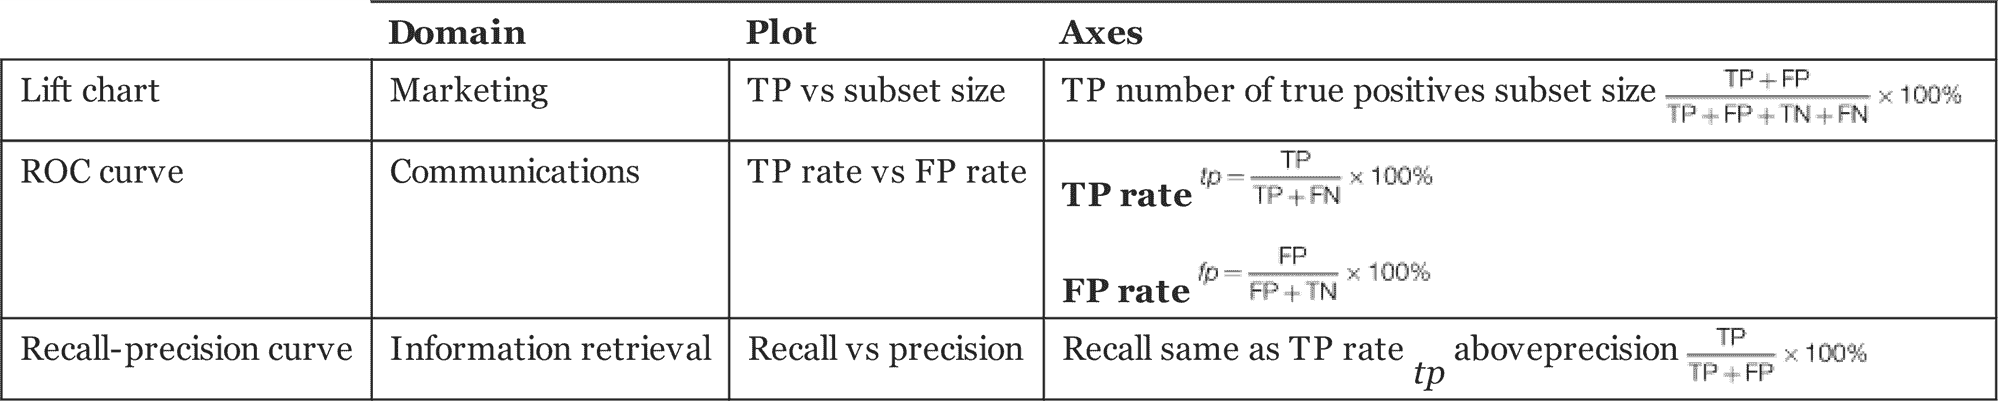 Domain Plot Axes
Lift chart Marketing TP vs subset size TP number of true positives subset size TP + FP / TP + FP + TN + FN × 100%
ROC curve Communications TP rate vs FP rate TP rate tp = TP / TP + FN × 100%
FP rate fp = FP / FP + TN × 100%
Recall-precision curve Information retrieval Recall vs precision Recall same as TP rate tp aboveprecision TP / TP + FP × 100%